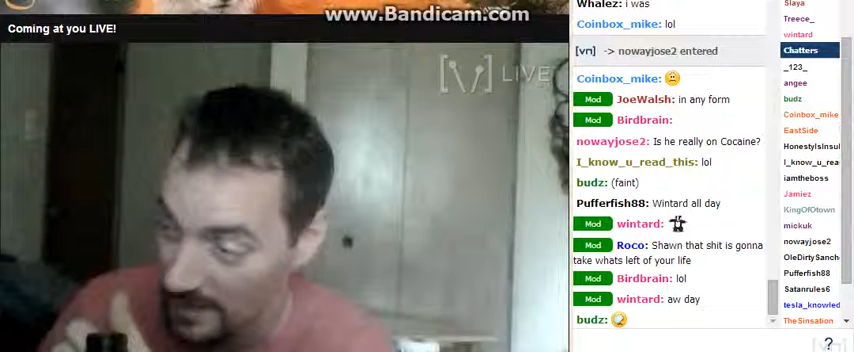 www.Bandicam.com
Coming at you LIVE!
[\/] LIVE
Whalez: i was
Coinbox_mike: lol
[vn] -> nowayjose2 entered
Coinbox_mike:
Mod JoeWalsh: in any form
Mod Birdbrain:
nowayjose2: Is he really on Cocaine?
I_know_u_read_this: lol
budz: (faint)
Pufferfish88: Wintard all day
Mod wintard:
Mod Roco: Shawn that shit is gonna
take whats left of your life
Mod Birdbrain: lol
Mod wintard: aw day
budz:
Slaya
Treece_
wintard
Chatters
_123_
angee
budz
Coinbox_mike
EastSide
HonestyIsInsul
I_know_u_rea
iamtheboss
Jamiez
KingOfOtown
mickuk
nowayjose2
OleDirtySanch
Pufferfish88
Satanrules6
tesla_knowled
TheSinsation
?